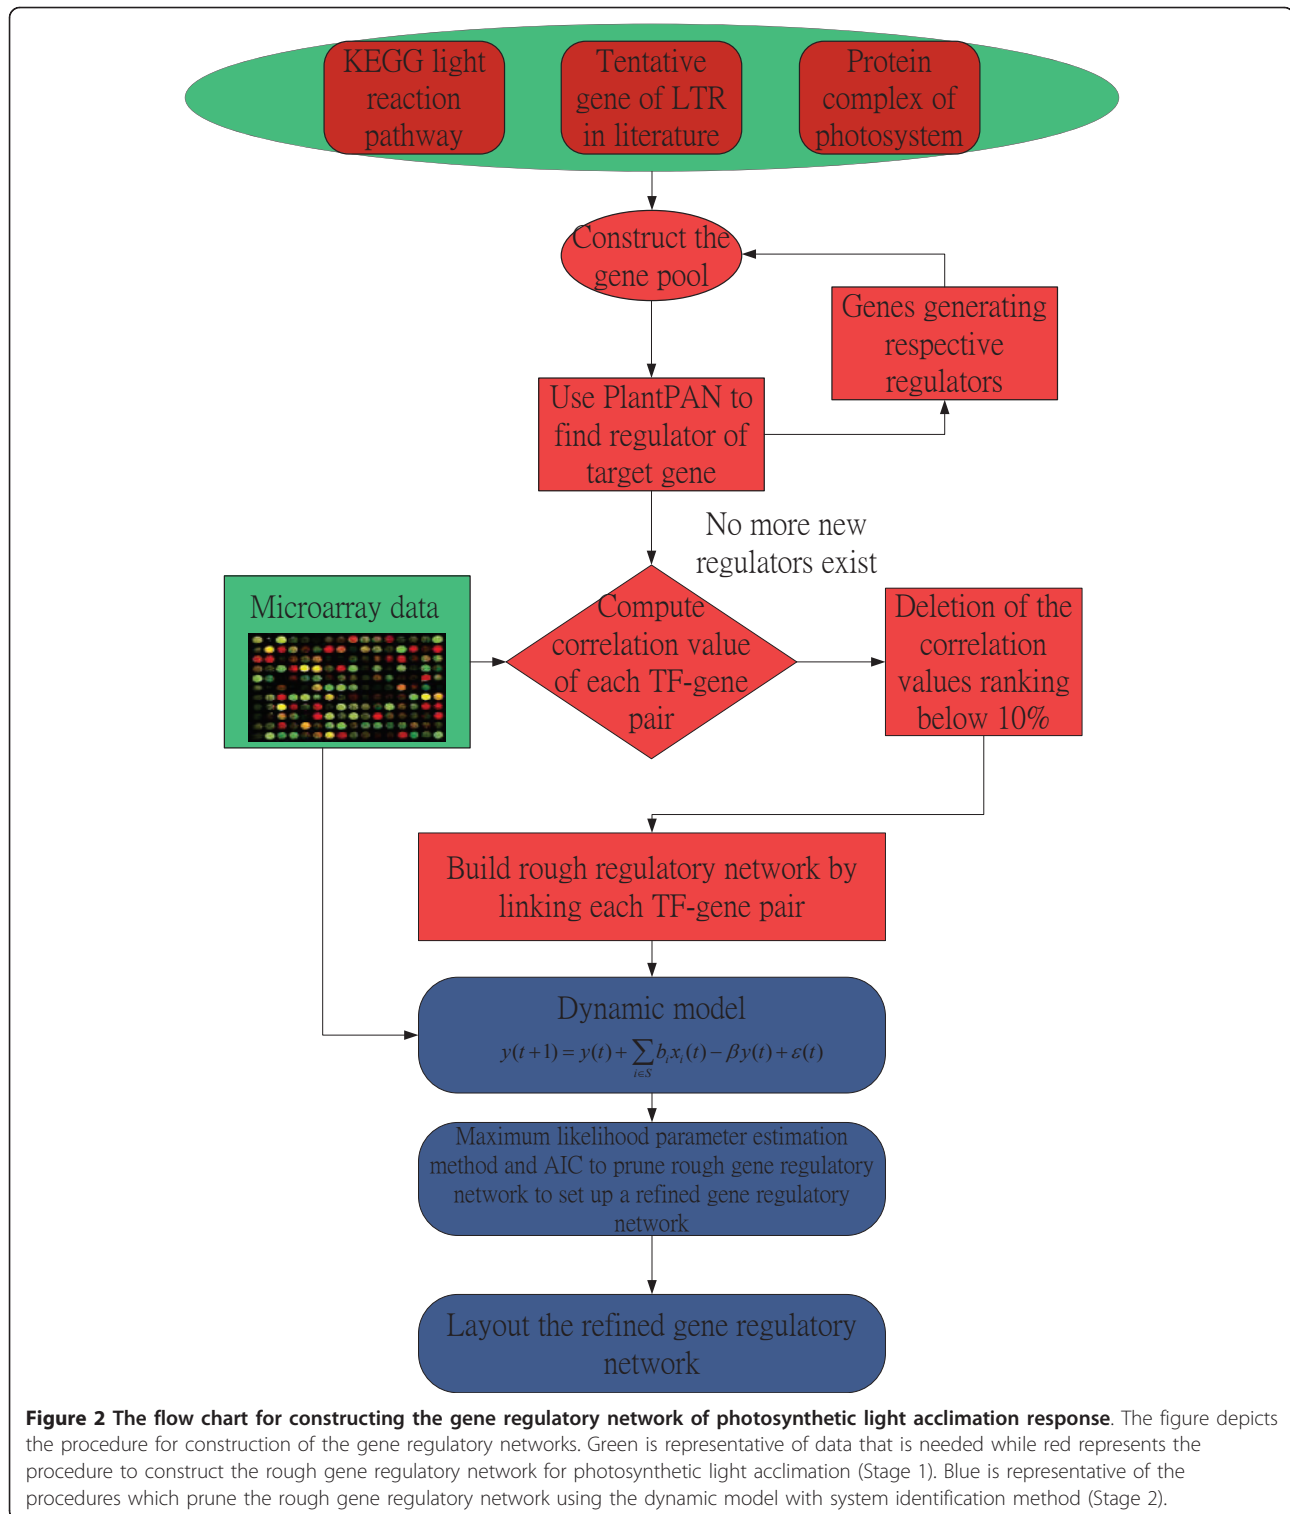 KEGG light
reaction
pathway
Tentative
gene of LTR
in literature
Protein
complex of
photosystem
Construct the
gene pool
Genes generating
respective
regulators
Use PlantPAN to
find regulator of
target gene
No more new
regulators exist
Microarray data
Compute
correlation value
of each TF-gene
pair
Deletion of the
correlation
values ranking
below 10%
Build rough regulatory network by
linking each TF-gene pair
Dynamic model
y(t+1) = y(t) + ∑_{i∈S} b_i x_i(t) − βy(t) + ε(t)
Maximum likelihood parameter estimation
method and AIC to prune rough gene regulatory
network to set up a refined gene regulatory
network
Layout the refined gene regulatory
network
Figure 2 The flow chart for constructing the gene regulatory network of photosynthetic light acclimation response. The figure depicts
the procedure for construction of the gene regulatory networks. Green is representative of data that is needed while red represents the
procedure to construct the rough gene regulatory network for photosynthetic light acclimation (Stage 1). Blue is representative of the
procedures which prune the rough gene regulatory network using the dynamic model with system identification method (Stage 2).